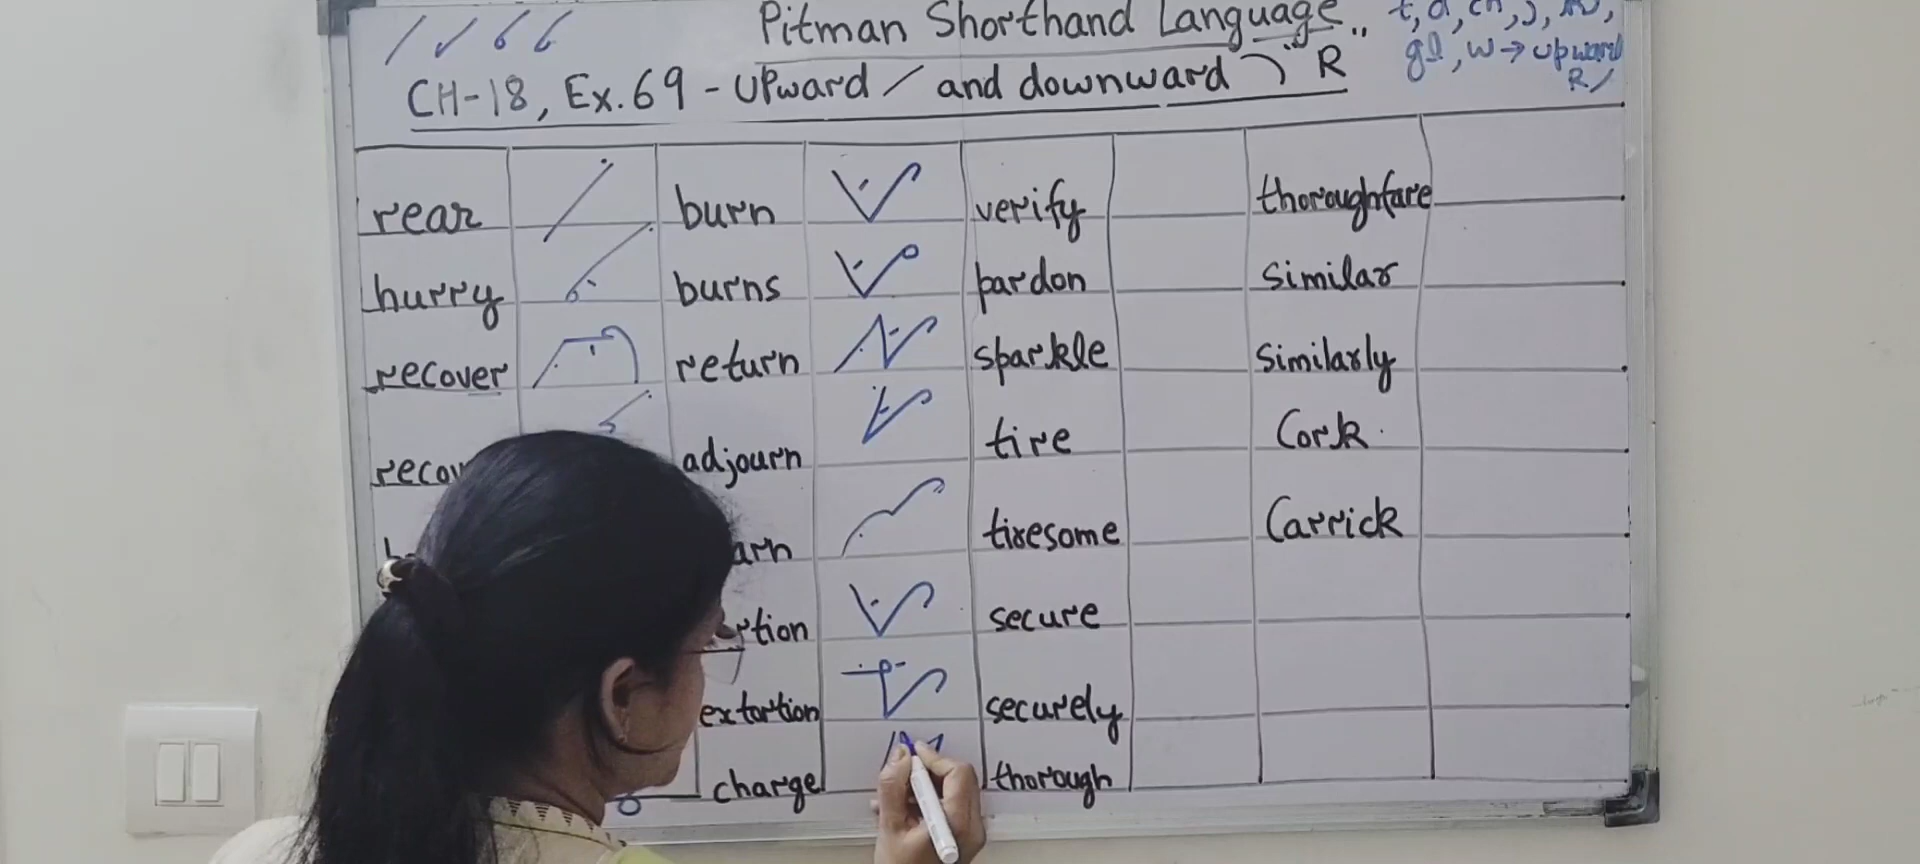 Pitman Shorthand Language
CH-18, Ex.69 - UPward / and downward ⌝ "R"
w → upward
R /
rear burn verify thoroughfare
hurry burns pardon Similar
recover return sparkle Similarly
adjourn tire Cork
tiresome Carrick
secure
extortion securely
charge thorough